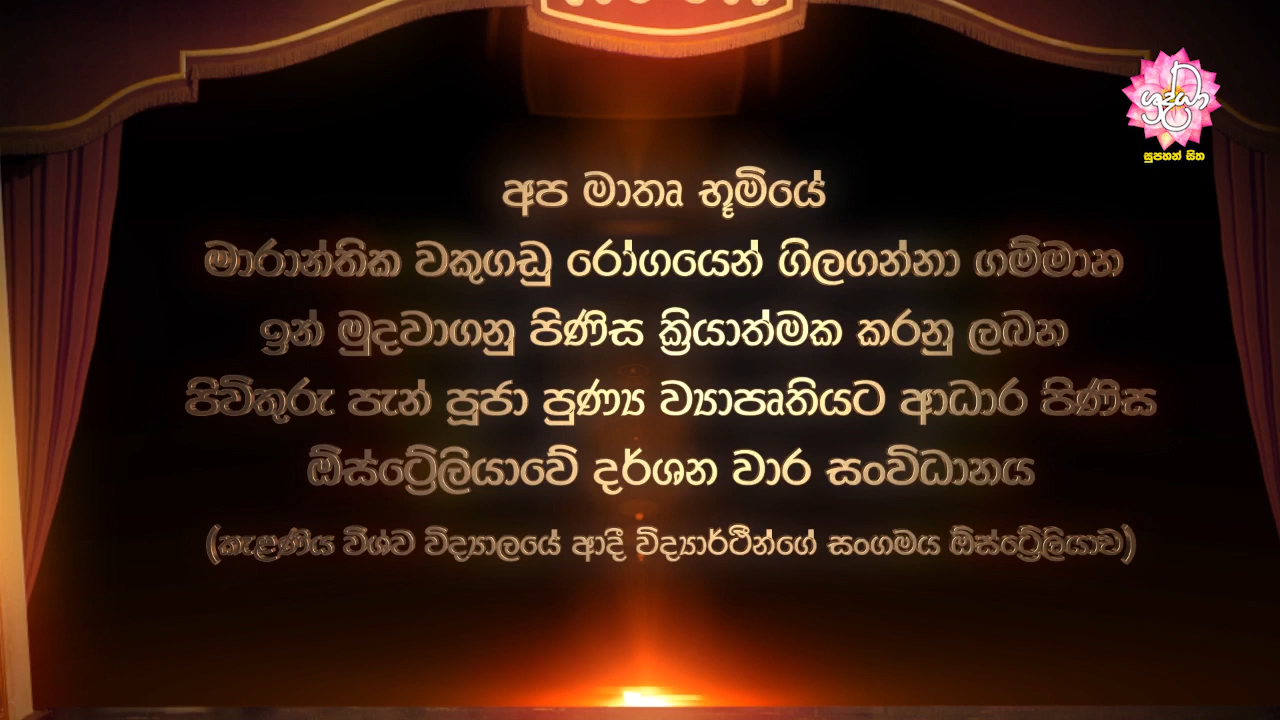 ශ්‍රද්ධා
සුපහන් සිත
අප මාතෘ භූමියේ
මාරාන්තික වකුගඩු රෝගයෙන් ගිලගන්නා ගම්මාන
ඉන් මුදවාගනු පිණිස ක්‍රියාත්මක කරනු ලබන
පිවිතුරු පැන් පූජා පුණ්‍ය ව්‍යාපෘතියට ආධාර පිණිස
ඕස්ට්‍රේලියාවේ දර්ශන වාර සංවිධානය
(කැළණිය විශ්ව විද්‍යාලයේ ආදී විද්‍යාර්ථීන්ගේ සංගමය ඕස්ට්‍රේලියාව)